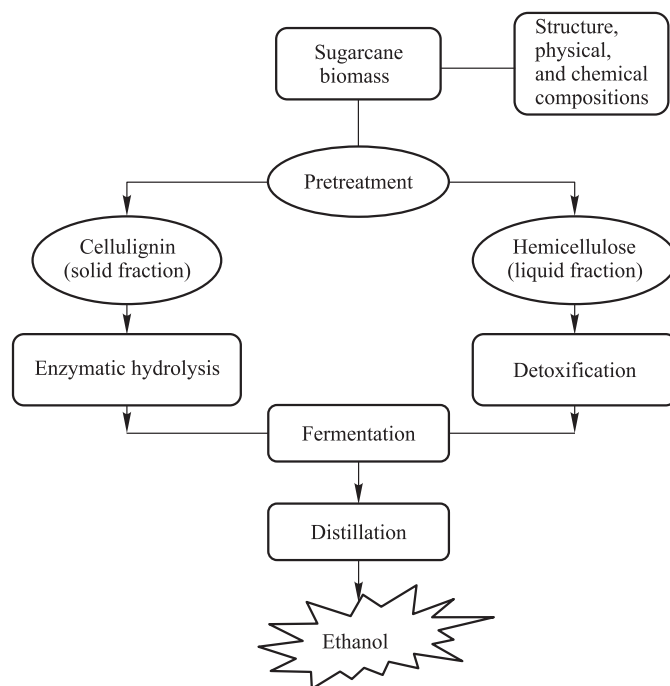 Sugarcane
biomass
Structure,
physical,
and chemical
compositions
Pretreatment
Cellulignin
(solid fraction)
Hemicellulose
(liquid fraction)
Enzymatic hydrolysis
Detoxification
Fermentation
Distillation
Ethanol